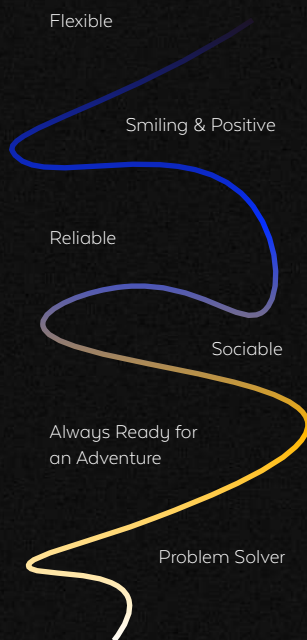 Flexible
Smiling & Positive
Reliable
Sociable
Always Ready for
an Adventure
Problem Solver